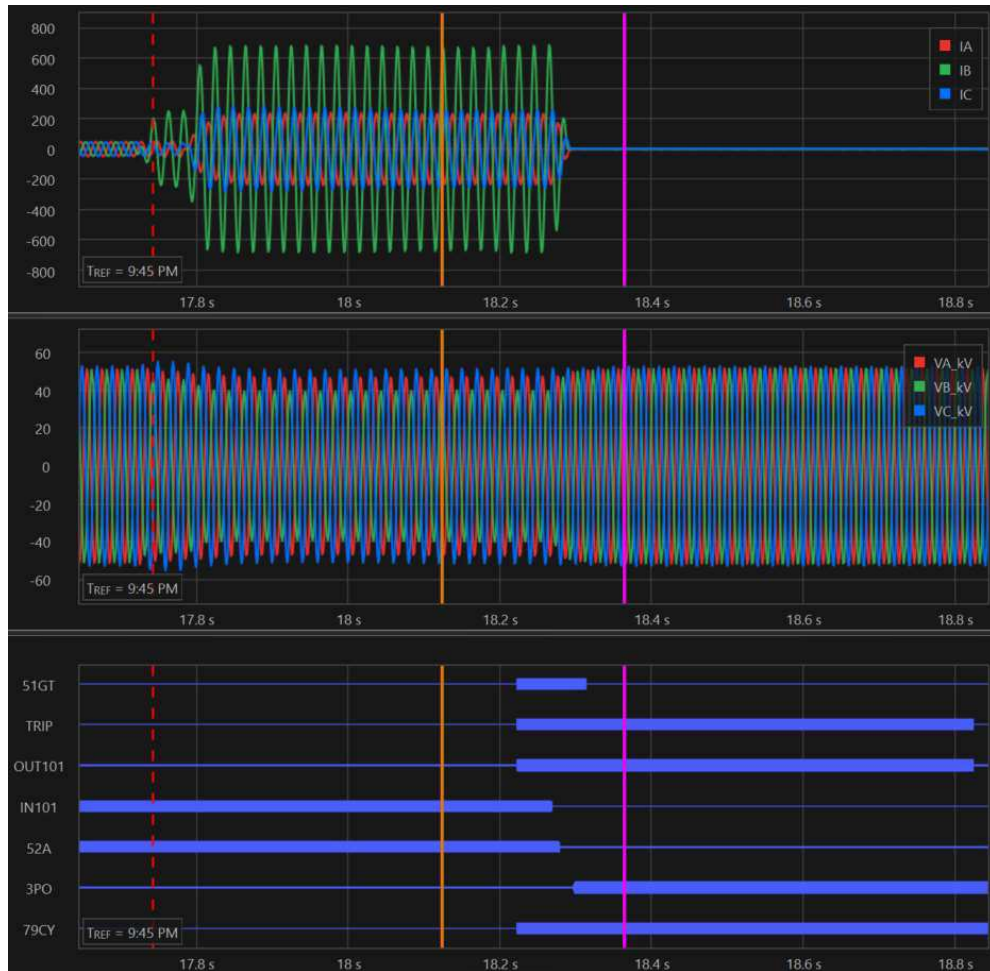 800
600
400
200
0
-200
-400
-600
-800
IA
IB
IC
TREF = 9:45 PM
17.8 s 18 s 18.2 s 18.4 s 18.6 s 18.8 s
60
40
20
0
-20
-40
-60
VA_kV
VB_kV
VC_kV
TREF = 9:45 PM
17.8 s 18 s 18.2 s 18.4 s 18.6 s 18.8 s
51GT
TRIP
OUT101
IN101
52A
3PO
79CY
TREF = 9:45 PM
17.8 s 18 s 18.2 s 18.4 s 18.6 s 18.8 s